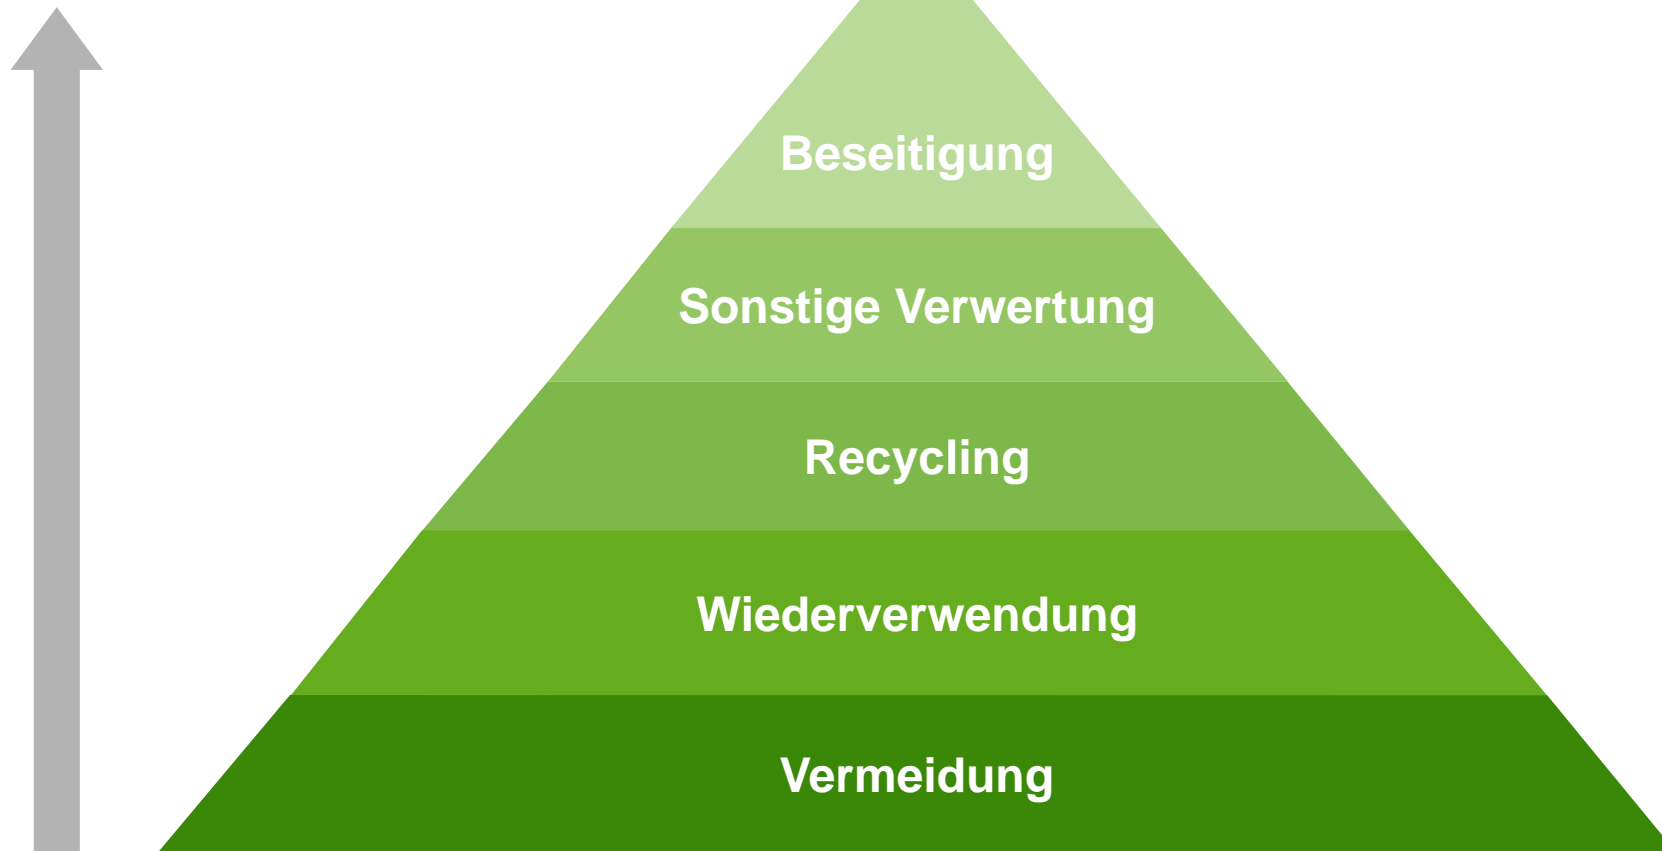 Beseitigung
Sonstige Verwertung
Recycling
Wiederverwendung
Vermeidung